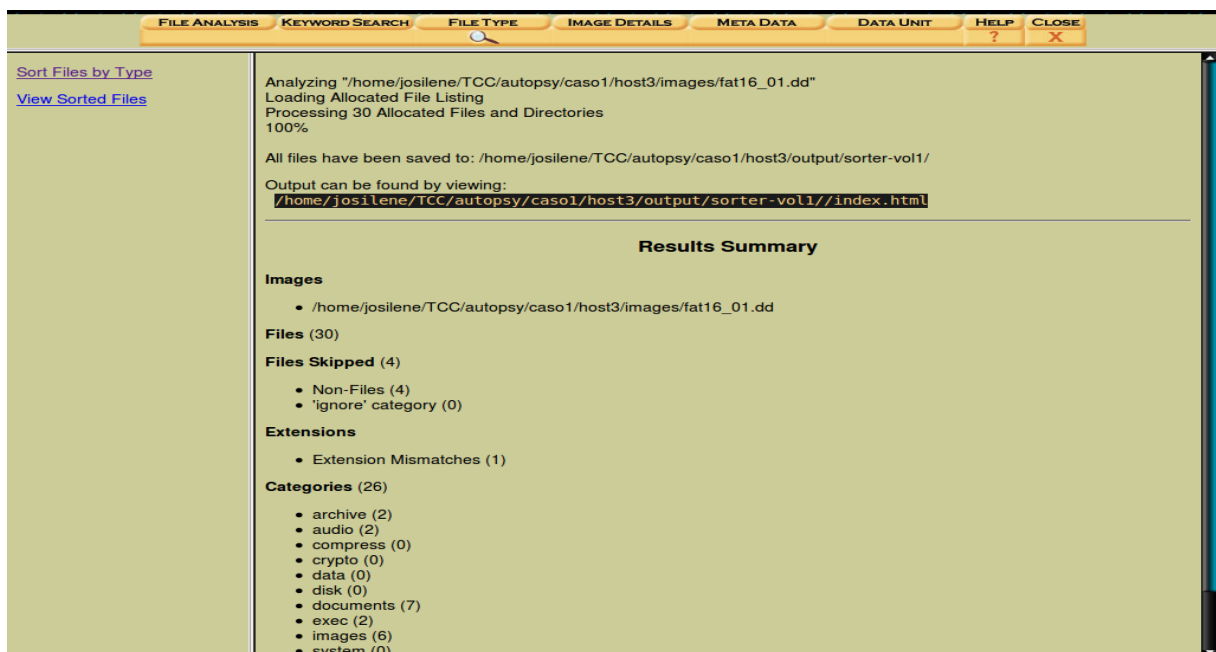 FILE ANALYSIS KEYWORD SEARCH FILE TYPE IMAGE DETAILS META DATA DATA UNIT HELP CLOSE
? X
Sort Files by Type
View Sorted Files
Analyzing "/home/josilene/TCC/autopsy/caso1/host3/images/fat16_01.dd"
Loading Allocated File Listing
Processing 30 Allocated Files and Directories
100%
All files have been saved to: /home/josilene/TCC/autopsy/caso1/host3/output/sorter-vol1/
Output can be found by viewing:
/home/josilene/TCC/autopsy/caso1/host3/output/sorter-vol1//index.html
Results Summary
Images
• /home/josilene/TCC/autopsy/caso1/host3/images/fat16_01.dd
Files (30)
Files Skipped (4)
• Non-Files (4)
• 'ignore' category (0)
Extensions
• Extension Mismatches (1)
Categories (26)
• archive (2)
• audio (2)
• compress (0)
• crypto (0)
• data (0)
• disk (0)
• documents (7)
• exec (2)
• images (6)
• system (0)